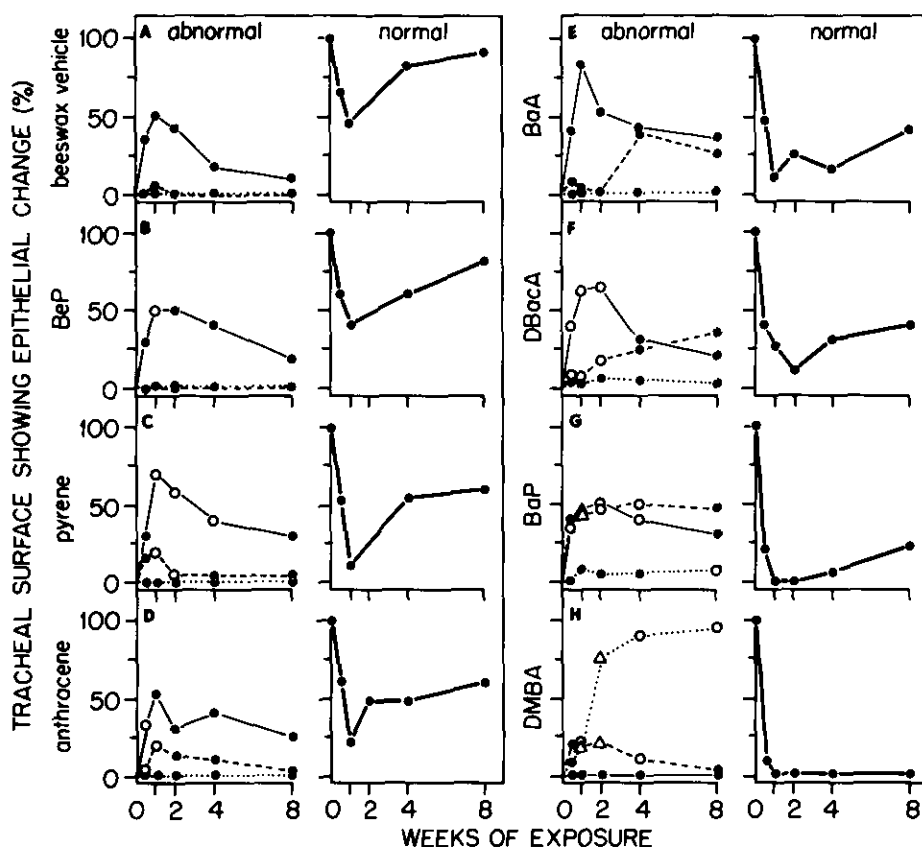 TRACHEAL SURFACE SHOWING EPITHELIAL CHANGE (%)
A abnormal normal
beeswax vehicle
100
50
0
B
BeP
100
50
0
C
pyrene
100
50
0
D
anthracene
100
50
0
0 2 4 8 0 2 4 8
E abnormal normal
BaA
F
DBacA
G
BaP
H
DMBA
0 2 4 8 0 2 4 8
WEEKS OF EXPOSURE